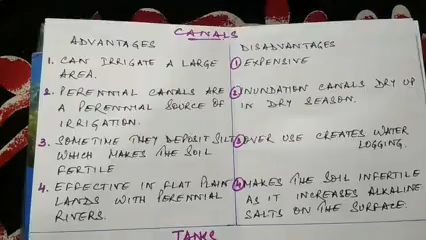 CANALS
ADVANTAGES
1. CAN IRRIGATE A LARGE
AREA.
2. PERENNIAL CANALS ARE
A PERENNIAL SOURCE OF
IRRIGATION.
3. SOMETIME THEY DEPOSIT SILT
WHICH MAKES THE SOIL
FERTILE
4. EFFECTIVE IN FLAT PLAIN
LANDS WITH PERENNIAL
RIVERS.
DISADVANTAGES
1 EXPENSIVE
2 INUNDATION CANALS DRY UP
IN DRY SEASON.
3 OVER USE CREATES WATER
LOGGING.
4 MAKES THE SOIL INFERTILE
AS IT INCREASES ALKALINE
SALTS ON THE SURFACE.
TANKS